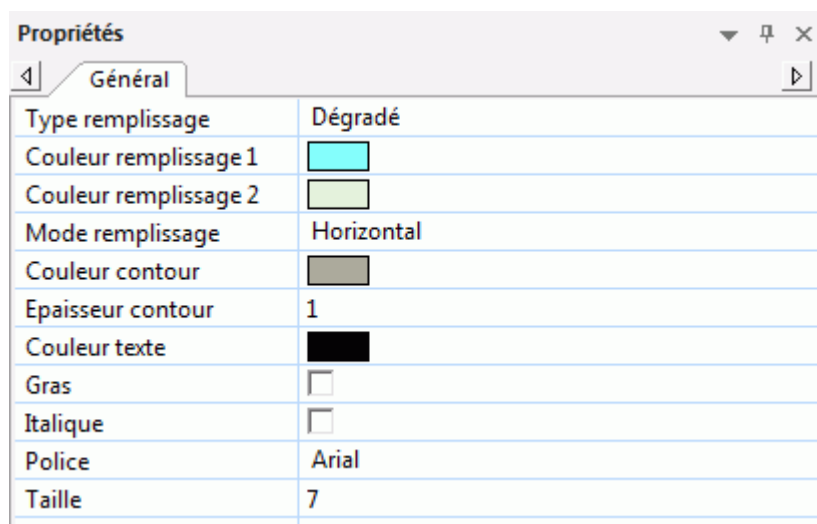 Propriétés
Général
Type remplissage Dégradé
Couleur remplissage 1
Couleur remplissage 2
Mode remplissage Horizontal
Couleur contour
Epaisseur contour 1
Couleur texte
Gras
Italique
Police Arial
Taille 7